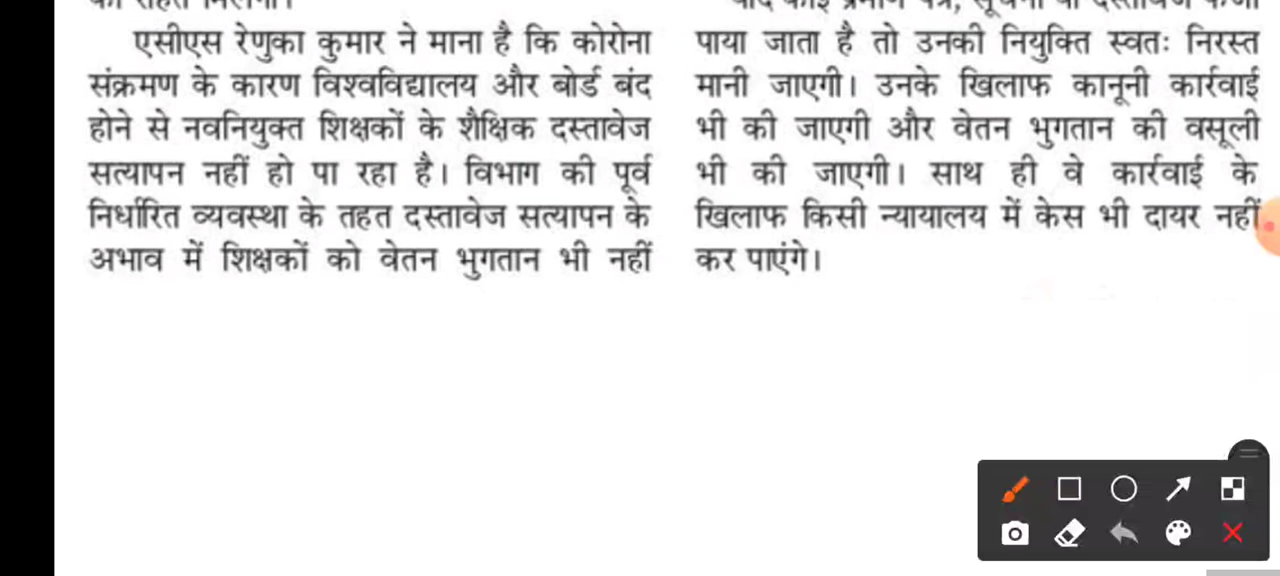 एसीएस रेणुका कुमार ने माना है कि कोरोना
संक्रमण के कारण विश्वविद्यालय और बोर्ड बंद
होने से नवनियुक्त शिक्षकों के शैक्षिक दस्तावेज
सत्यापन नहीं हो पा रहा है। विभाग की पूर्व
निर्धारित व्यवस्था के तहत दस्तावेज सत्यापन के
अभाव में शिक्षकों को वेतन भुगतान भी नहीं
पाया जाता है तो उनकी नियुक्ति स्वतः निरस्त
मानी जाएगी। उनके खिलाफ कानूनी कार्रवाई
भी की जाएगी और वेतन भुगतान की वसूली
भी की जाएगी। साथ ही वे कार्रवाई के
खिलाफ किसी न्यायालय में केस भी दायर नहीं
कर पाएंगे।